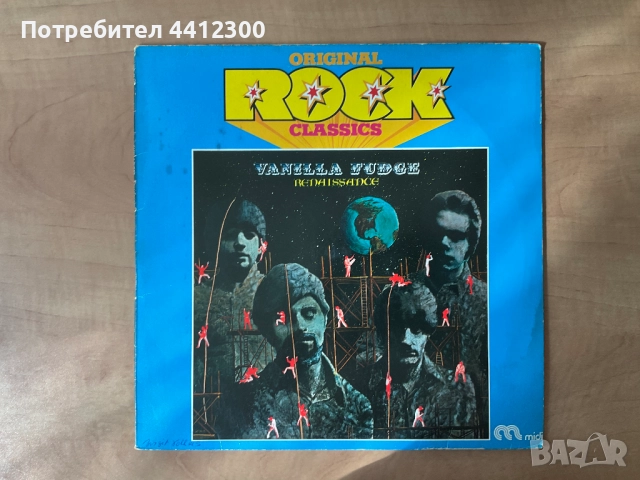 Потребител 4412300
ORIGINAL
ROCK
CLASSICS
VANILLA FUDGE
RENAISSANCE
midi
BAZAR